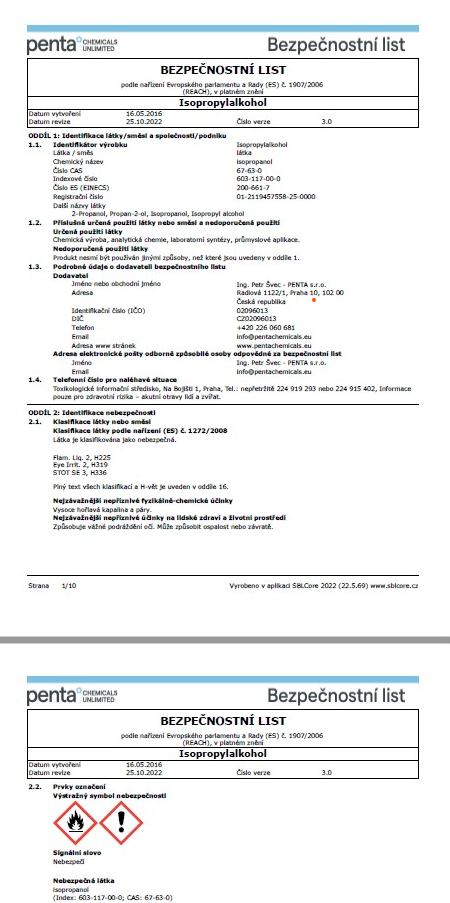 penta CHEMICALS UNLIMITED Bezpečnostní list
BEZPEČNOSTNÍ LIST
podle nařízení Evropského parlamentu a Rady (ES) č. 1907/2006
(REACH), v platném znění
Isopropylalkohol
Datum vytvoření 16.05.2016
Datum revize 25.10.2022 Číslo verze 3.0
ODDÍL 1: Identifikace látky/směsi a společnosti/podniku
1.1. Identifikátor výrobku Isopropylalkohol
Látka / směs látka
Chemický název isopropanol
Číslo CAS 67-63-0
Indexové číslo 603-117-00-0
Číslo ES (EINECS) 200-661-7
Registrační číslo 01-2119457558-25-0000
Další názvy látky
2-Propanol, Propan-2-ol, Isopropanol, Isopropyl alcohol
1.2. Příslušná určená použití látky nebo směsi a nedoporučená použití
Určená použití látky
Chemická výroba, analytická chemie, laboratorní syntézy, průmyslové aplikace.
Nedoporučená použití látky
Produkt nesmí být používán jinými způsoby, než které jsou uvedeny v oddíle 1.
1.3. Podrobné údaje o dodavateli bezpečnostního listu
Dodavatel
Jméno nebo obchodní jméno Ing. Petr Švec - PENTA s.r.o.
Adresa Radiová 1122/1, Praha 10, 102 00
Česká republika
Identifikační číslo (IČO) 02096013
DIČ CZ02096013
Telefon +420 226 060 681
Email info@pentachemicals.eu
Adresa www stránek www.pentachemicals.eu
Adresa elektronické pošty odborně způsobilé osoby odpovědné za bezpečnostní list
Jméno Ing. Petr Švec - PENTA s.r.o.
Email info@pentachemicals.eu
1.4. Telefonní číslo pro naléhavé situace
Toxikologické informační středisko, Na Bojišti 1, Praha, Tel.: nepřetržitě 224 919 293 nebo 224 915 402, Informace
pouze pro zdravotní rizika – akutní otravy lidí a zvířat.
ODDÍL 2: Identifikace nebezpečnosti
2.1. Klasifikace látky nebo směsi
Klasifikace látky podle nařízení (ES) č. 1272/2008
Látka je klasifikována jako nebezpečná.
Flam. Liq. 2, H225
Eye Irrit. 2, H319
STOT SE 3, H336
Plný text všech klasifikací a H-vět je uveden v oddíle 16.
Nejzávažnější nepříznivé fyzikálně-chemické účinky
Vysoce hořlavá kapalina a páry.
Nejzávažnější nepříznivé účinky na lidské zdraví a životní prostředí
Způsobuje vážné podráždění očí. Může způsobit ospalost nebo závratě.
Strana 1/10 Vyrobeno v aplikaci SBLCore 2022 (22.5.69) www.sblcore.cz
penta CHEMICALS UNLIMITED Bezpečnostní list
BEZPEČNOSTNÍ LIST
podle nařízení Evropského parlamentu a Rady (ES) č. 1907/2006
(REACH), v platném znění
Isopropylalkohol
Datum vytvoření 16.05.2016
Datum revize 25.10.2022 Číslo verze 3.0
2.2. Prvky označení
Výstražný symbol nebezpečnosti
Signální slovo
Nebezpečí
Nebezpečná látka
isopropanol
(Index: 603-117-00-0; CAS: 67-63-0)